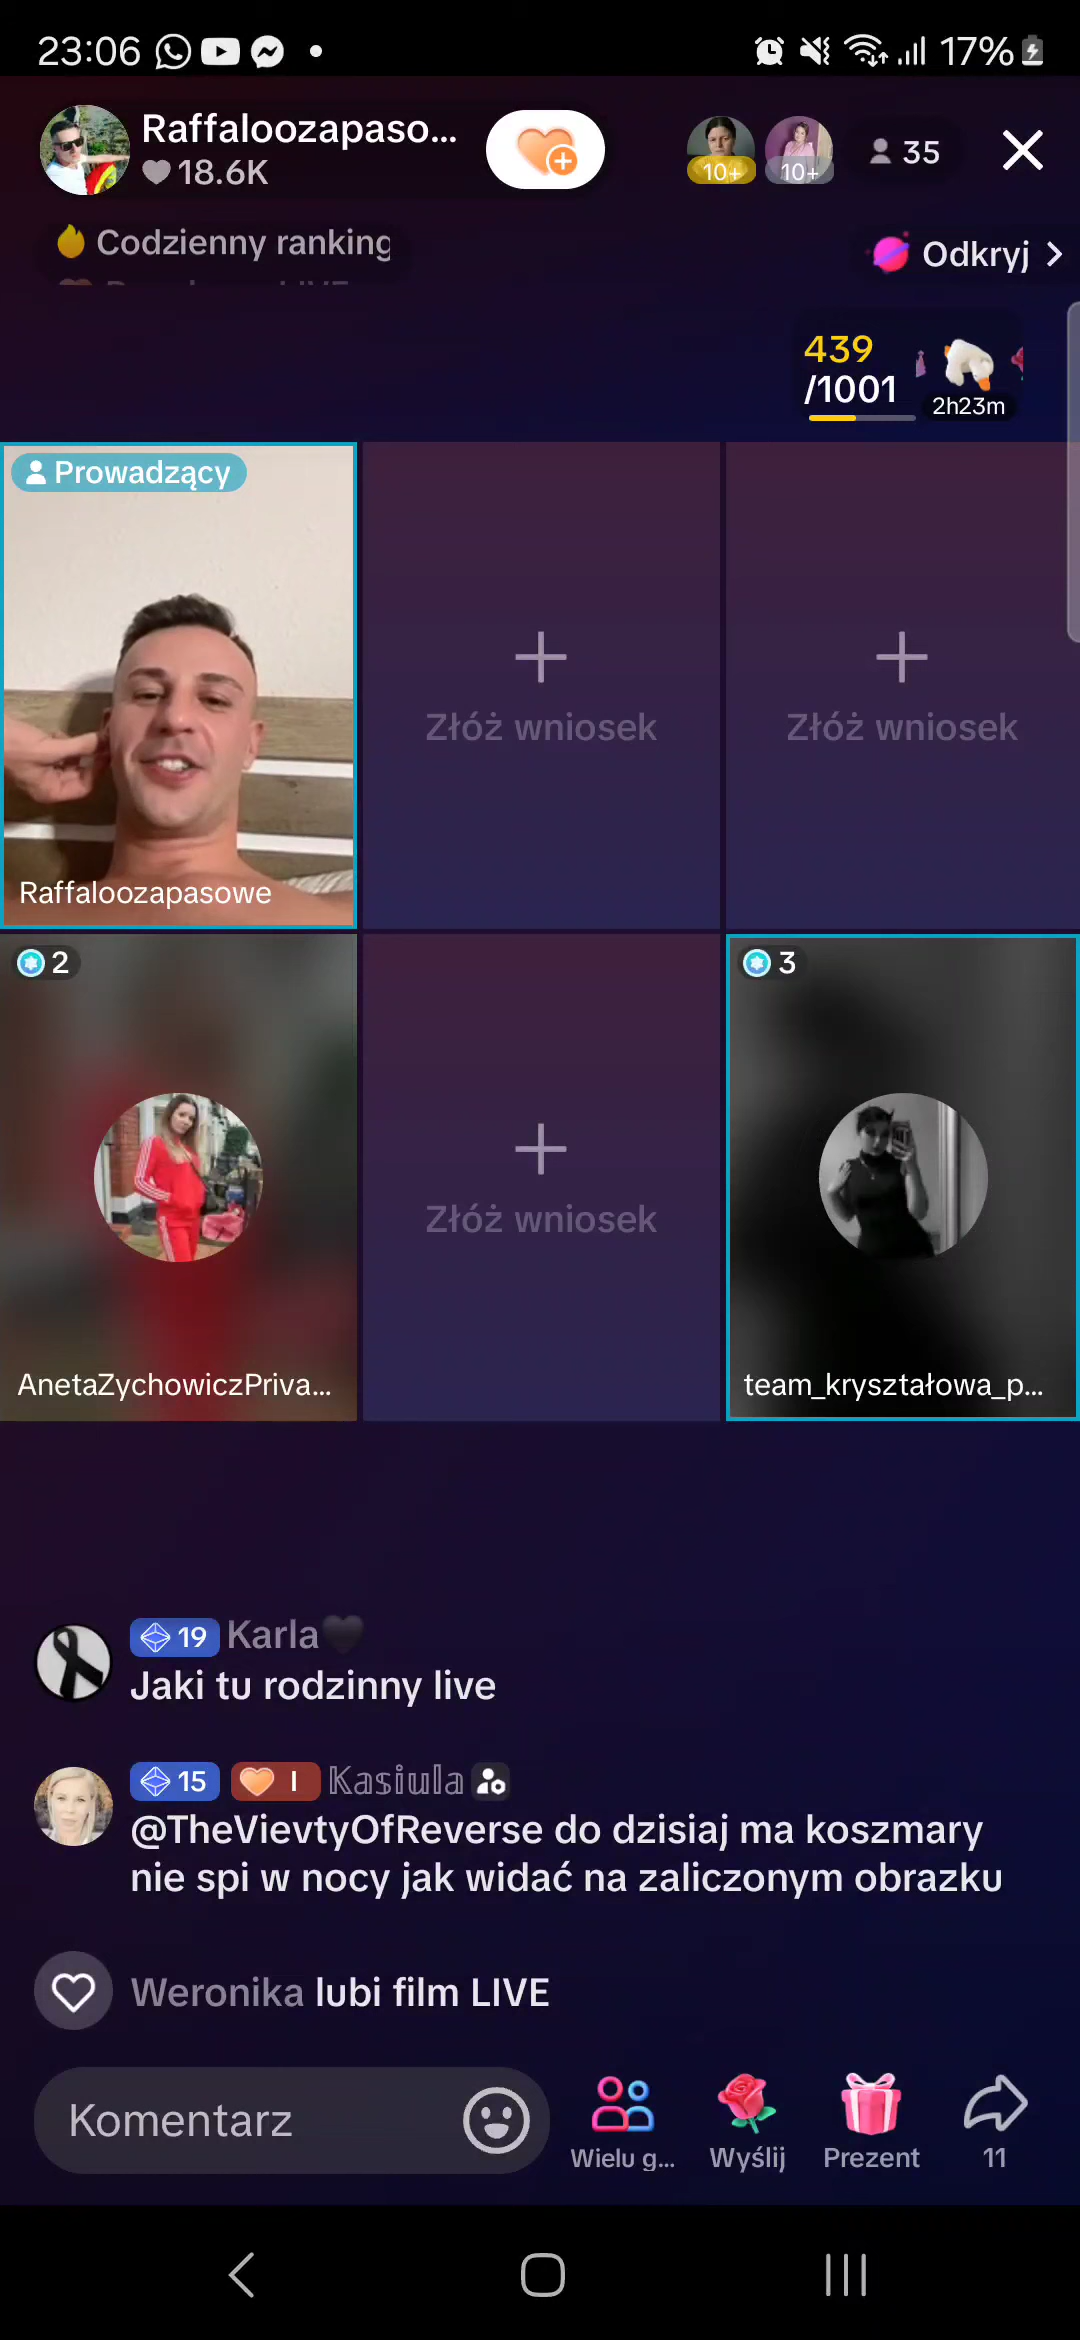 23:06
17%
Raffaloozapaso...
18.6K
10+
10+
35
Codzienny ranking
Odkryj
439
/1001
2h23m
Prowadzący
Złóż wniosek
Złóż wniosek
Raffaloozapasowe
2
3
Złóż wniosek
AnetaZychowiczPriva...
team_kryształowa_p...
19 Karla🖤
Jaki tu rodzinny live
15 I 𝕂𝕒𝕤𝕚𝕦𝕝𝕒
@TheVievtyOfReverse do dzisiaj ma koszmary
nie spi w nocy jak widać na zaliczonym obrazku
Weronika lubi film LIVE
Komentarz
Wielu g...
Wyślij
Prezent
11